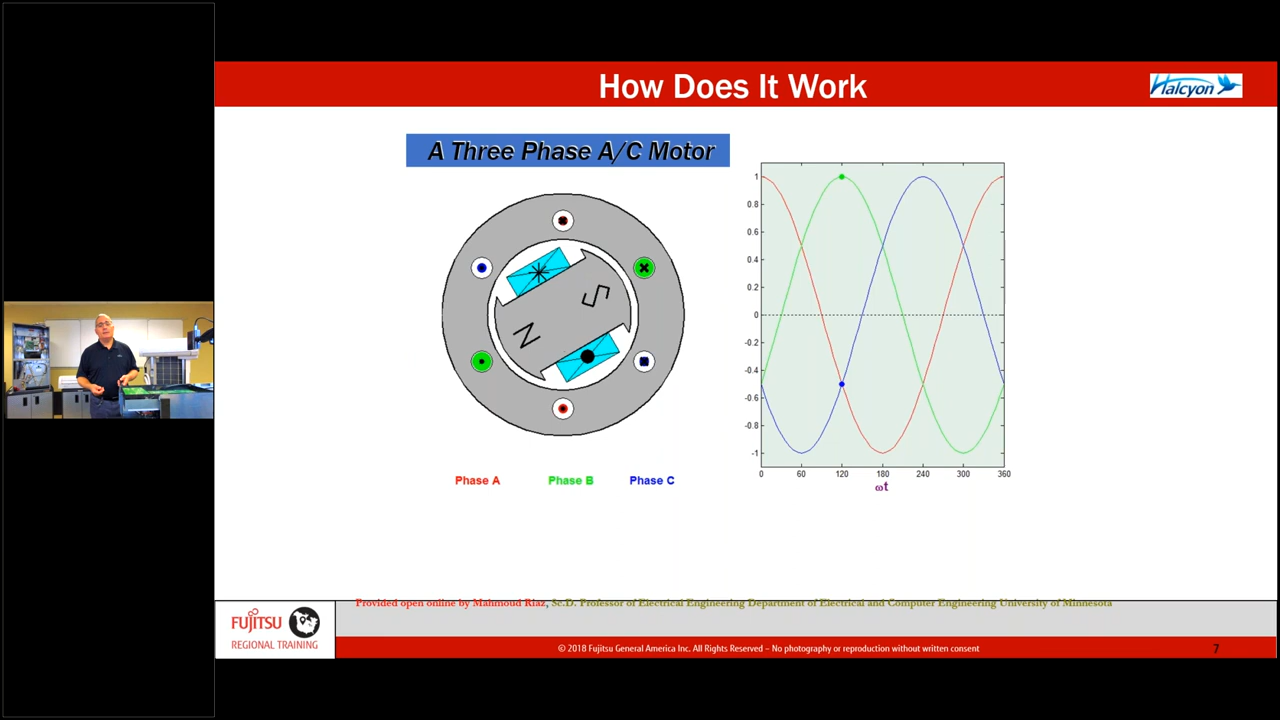 How Does It Work
Halcyon
A Three Phase A/C Motor
S
N
Phase A
Phase B
Phase C
1
0.8
0.6
0.4
0.2
0
-0.2
-0.4
-0.6
-0.8
-1
0 60 120 180 240 300 360
ωt
Provided open online by Mahmoud Riaz, Sc.D. Professor of Electrical Engineering Department of Electrical and Computer Engineering University of Minnesota
FUJITSU
REGIONAL TRAINING
© 2018 Fujitsu General America Inc. All Rights Reserved – No photography or reproduction without written consent
7